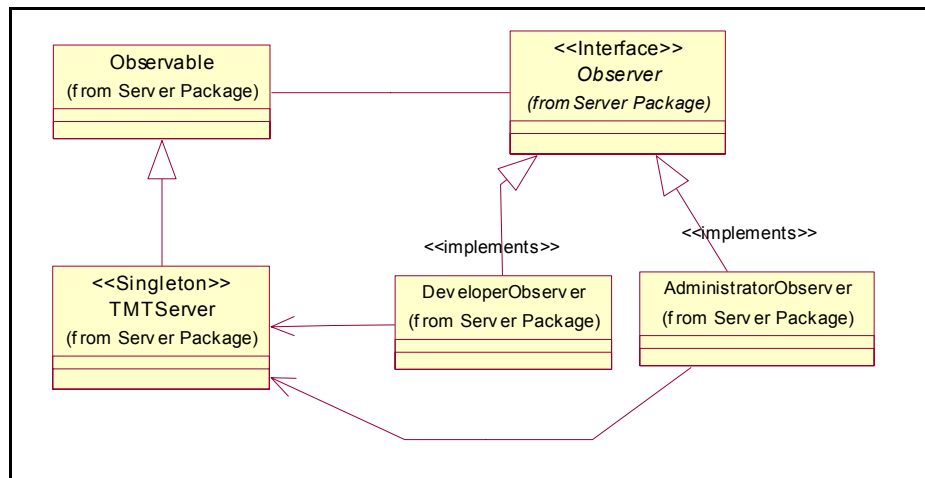 Observable
(from Server Package)
<<Interface>>
Observer
(from Server Package)
<<implements>>
<<implements>>
<<Singleton>>
TMTServer
(from Server Package)
DeveloperObserver
(from Server Package)
AdministratorObserver
(from Server Package)